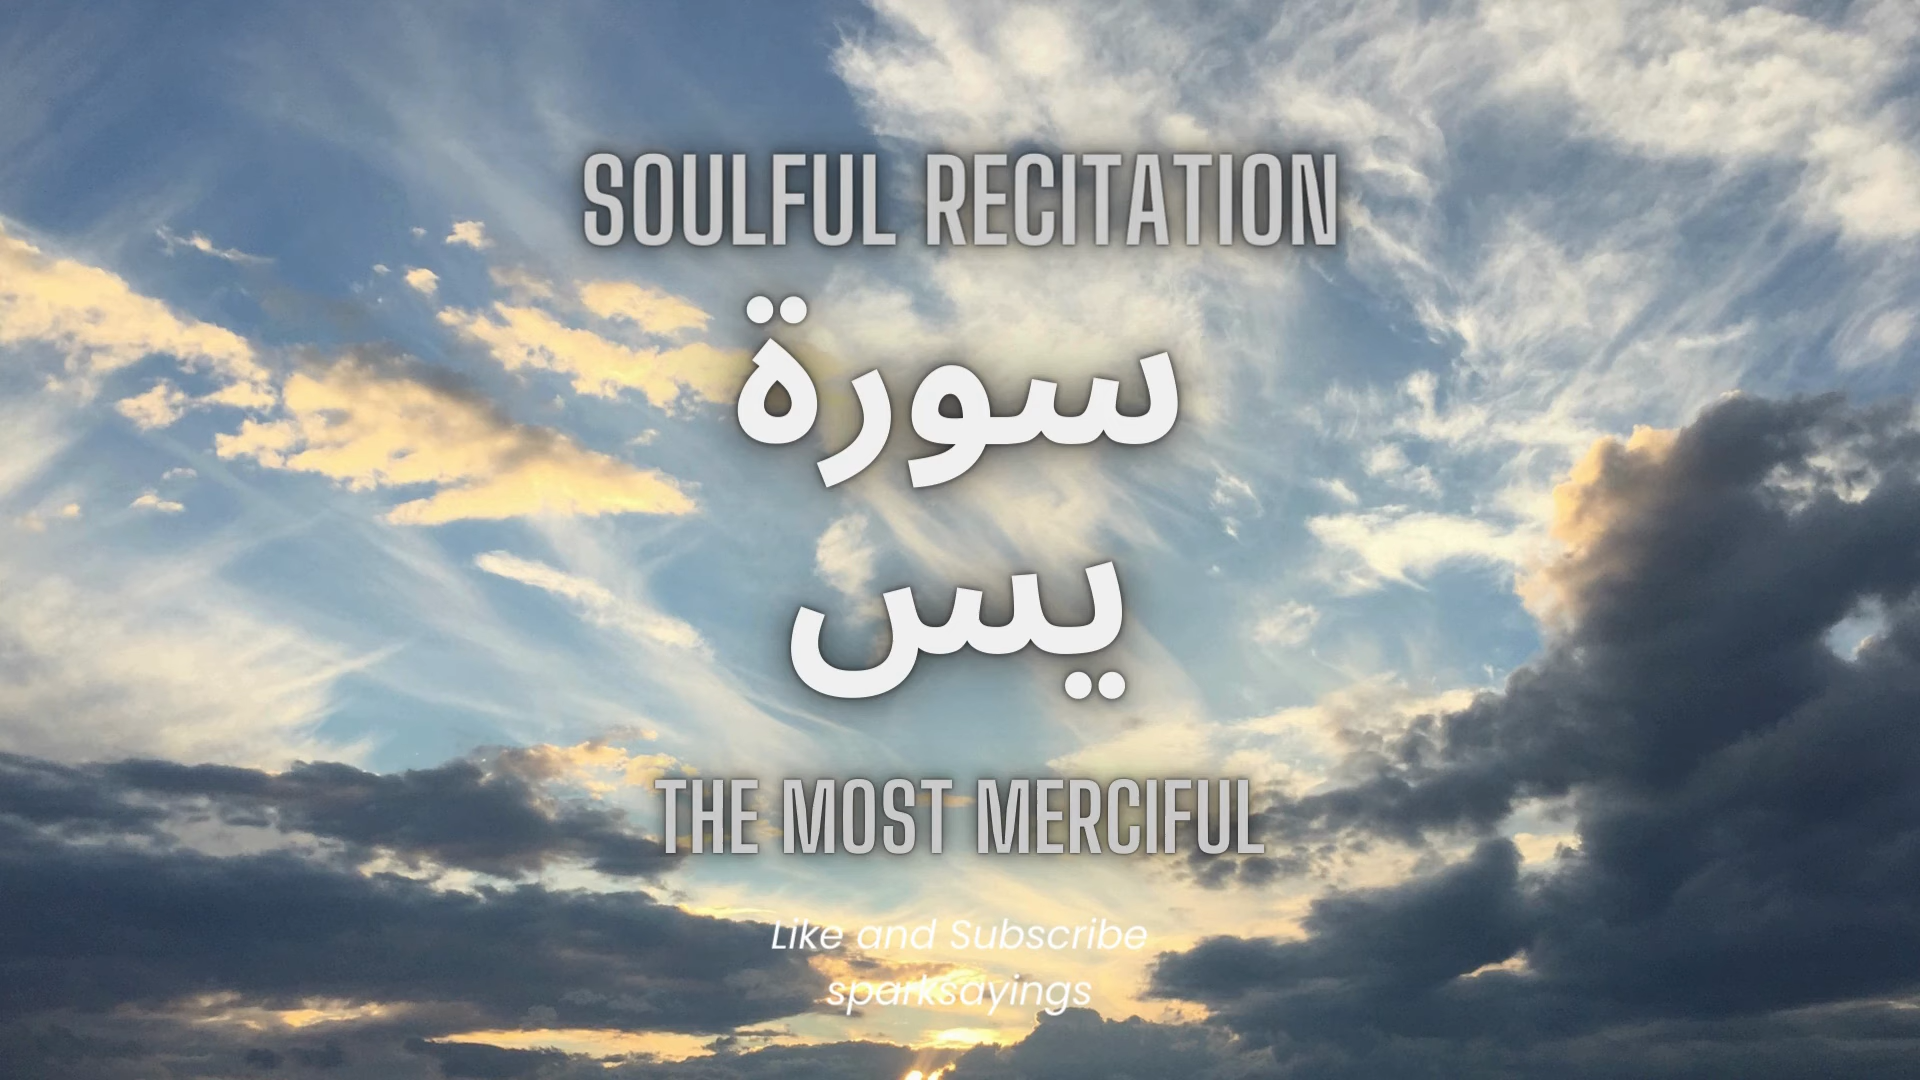 SOULFUL RECITATION
سورة
يس
THE MOST MERCIFUL
Like and Subscribe
sparksayings